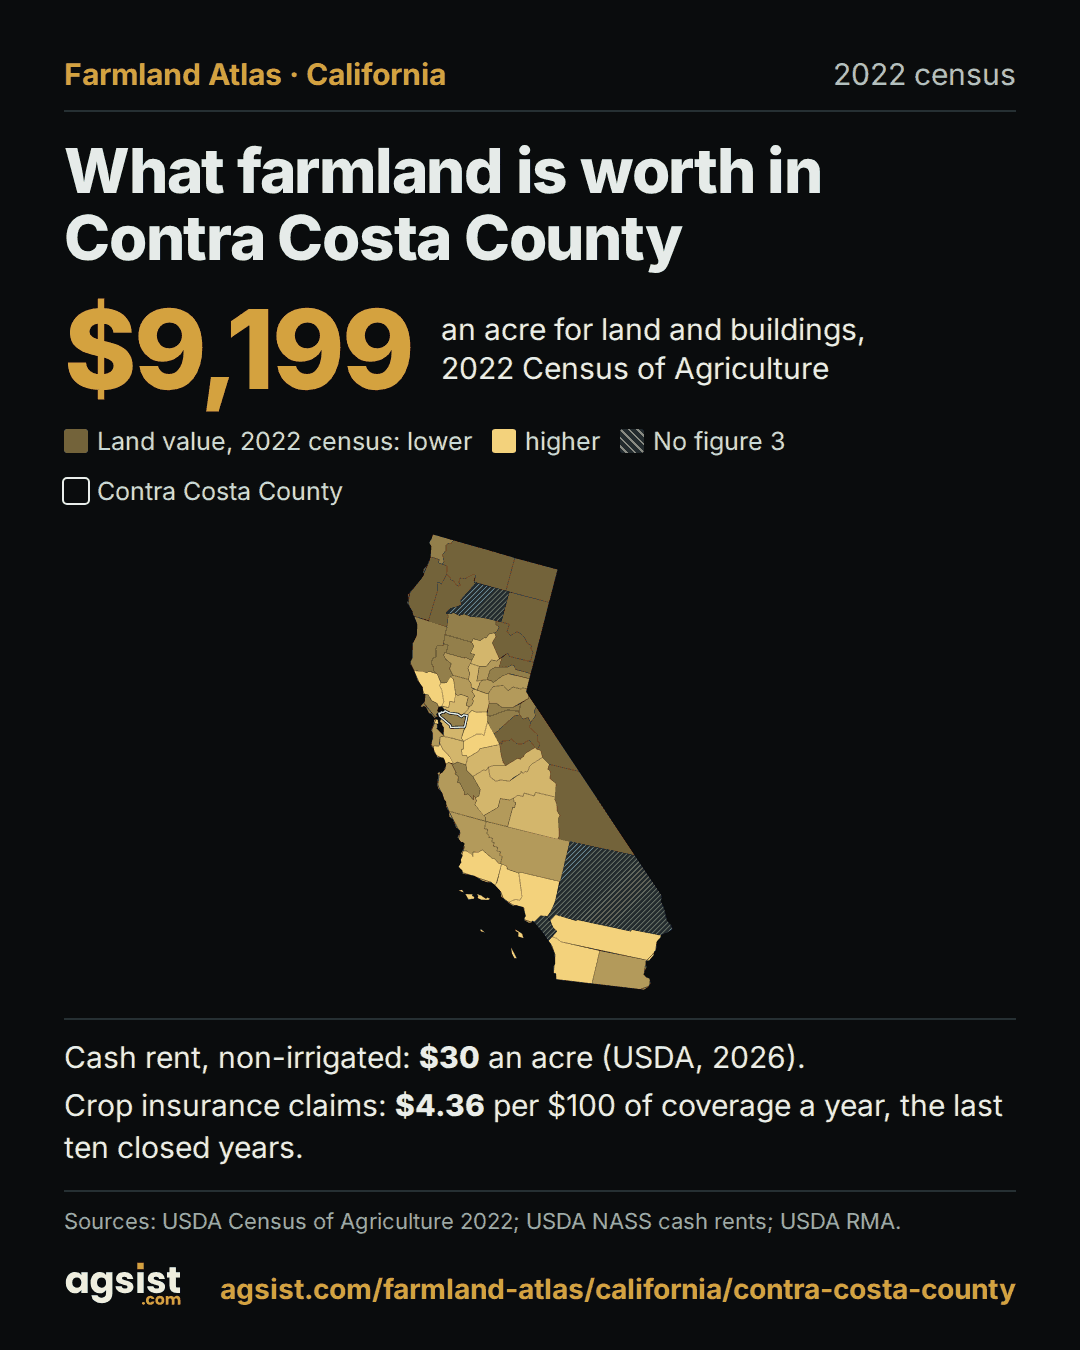 Farmland Atlas · California
2022 census
What farmland is worth in
Contra Costa County
$9,199
an acre for land and buildings,
2022 Census of Agriculture
Land value, 2022 census: lower
higher
No figure 3
Contra Costa County
Cash rent, non-irrigated: $30 an acre (USDA, 2026).
Crop insurance claims: $4.36 per $100 of coverage a year, the last
ten closed years.
Sources: USDA Census of Agriculture 2022; USDA NASS cash rents; USDA RMA.
agsist
.com
agsist.com/farmland-atlas/california/contra-costa-county